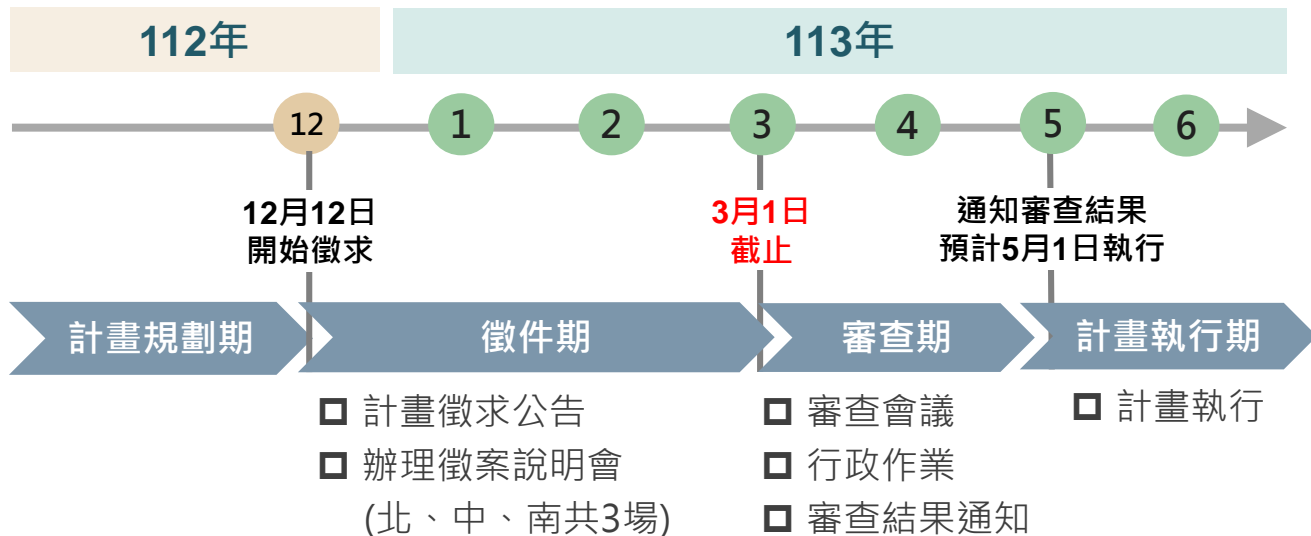 112年
113年
12
1
2
3
4
5
6
12月12日
開始徵求
3月1日
截止
通知審查結果
預計5月1日執行
計畫規劃期
徵件期
審查期
計畫執行期
計畫徵求公告
辦理徵案說明會
(北、中、南共3場)
審查會議
行政作業
審查結果通知
計畫執行